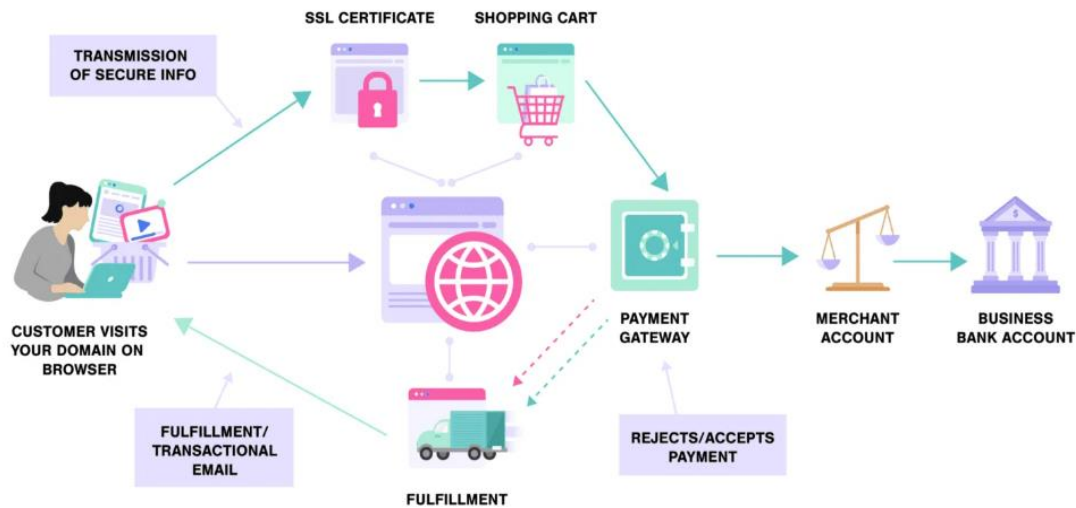 SSL CERTIFICATE
SHOPPING CART
TRANSMISSION
OF SECURE INFO
$
CUSTOMER VISITS
YOUR DOMAIN ON
BROWSER
PAYMENT
GATEWAY
MERCHANT
ACCOUNT
BUSINESS
BANK ACCOUNT
FULFILLMENT/
TRANSACTIONAL
EMAIL
REJECTS/ACCEPTS
PAYMENT
FULFILLMENT